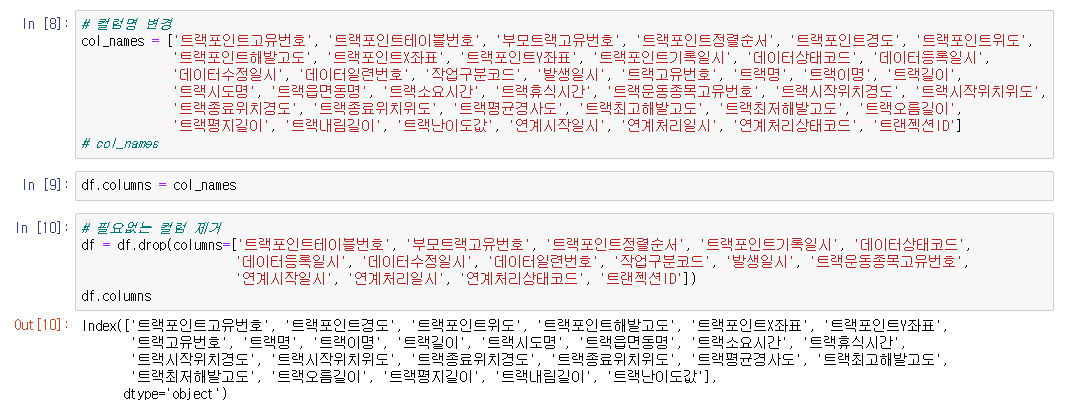 In [8]: # 컬럼명 변경
col_names = ['트랙포인트고유번호', '트랙포인트테이블번호', '부모트랙고유번호', '트랙포인트정렬순서', '트랙포인트경도', '트랙포인트위도',
'트랙포인트해발고도', '트랙포인트X좌표', '트랙포인트Y좌표', '트랙포인트기록일시', '데이터상태코드', '데이터등록일시',
'데이터수정일시', '데이터일련번호', '작업구분코드', '발생일시', '트랙고유번호', '트랙명', '트랙이명', '트랙길이',
'트랙시도명', '트랙읍면동명', '트랙소요시간', '트랙휴식시간', '트랙운동종목고유번호', '트랙시작위치경도', '트랙시작위치위도',
'트랙종료위치경도', '트랙종료위치위도', '트랙평균경사도', '트랙최고해발고도', '트랙최저해발고도', '트랙오름길이',
'트랙평지길이', '트랙내림길이', '트랙난이도값', '연계시작일시', '연계처리일시', '연계처리상태코드', '트랜젝션ID']
# col_names
In [9]: df.columns = col_names
In [10]: # 필요없는 컬럼 제거
df = df.drop(columns=['트랙포인트테이블번호', '부모트랙고유번호', '트랙포인트정렬순서', '트랙포인트기록일시', '데이터상태코드',
'데이터등록일시', '데이터수정일시', '데이터일련번호', '작업구분코드', '발생일시', '트랙운동종목고유번호',
'연계시작일시', '연계처리일시', '연계처리상태코드', '트랜젝션ID'])
df.columns
Out[10]: Index(['트랙포인트고유번호', '트랙포인트경도', '트랙포인트위도', '트랙포인트해발고도', '트랙포인트X좌표', '트랙포인트Y좌표',
'트랙고유번호', '트랙명', '트랙이명', '트랙길이', '트랙시도명', '트랙읍면동명', '트랙소요시간', '트랙휴식시간',
'트랙시작위치경도', '트랙시작위치위도', '트랙종료위치경도', '트랙종료위치위도', '트랙평균경사도', '트랙최고해발고도',
'트랙최저해발고도', '트랙오름길이', '트랙평지길이', '트랙내림길이', '트랙난이도값'],
dtype='object')